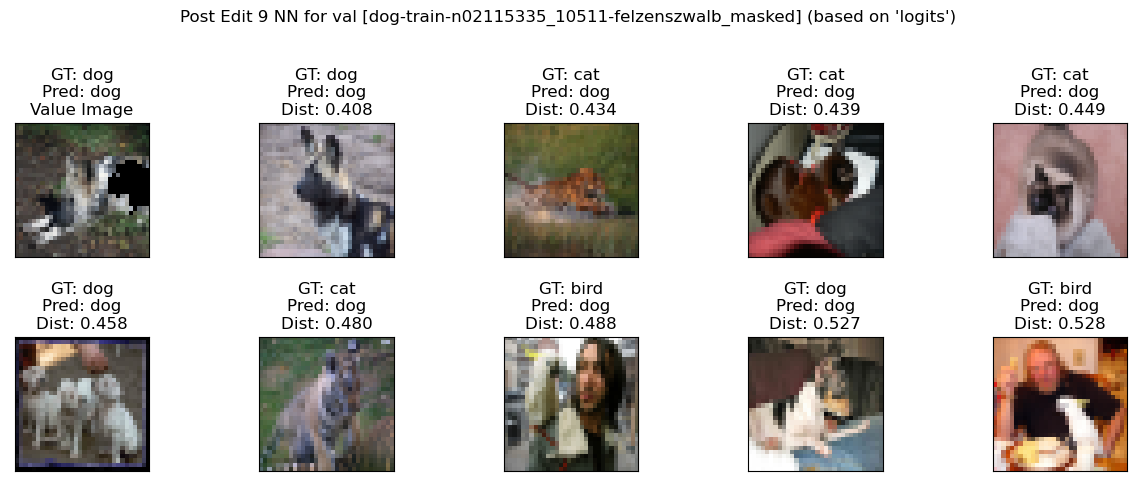 Post Edit 9 NN for val [dog-train-n02115335_10511-felzenszwalb_masked] (based on 'logits')
GT: dog
Pred: dog
Value Image
GT: dog
Pred: dog
Dist: 0.408
GT: cat
Pred: dog
Dist: 0.434
GT: cat
Pred: dog
Dist: 0.439
GT: cat
Pred: dog
Dist: 0.449
GT: dog
Pred: dog
Dist: 0.458
GT: cat
Pred: dog
Dist: 0.480
GT: bird
Pred: dog
Dist: 0.488
GT: dog
Pred: dog
Dist: 0.527
GT: bird
Pred: dog
Dist: 0.528